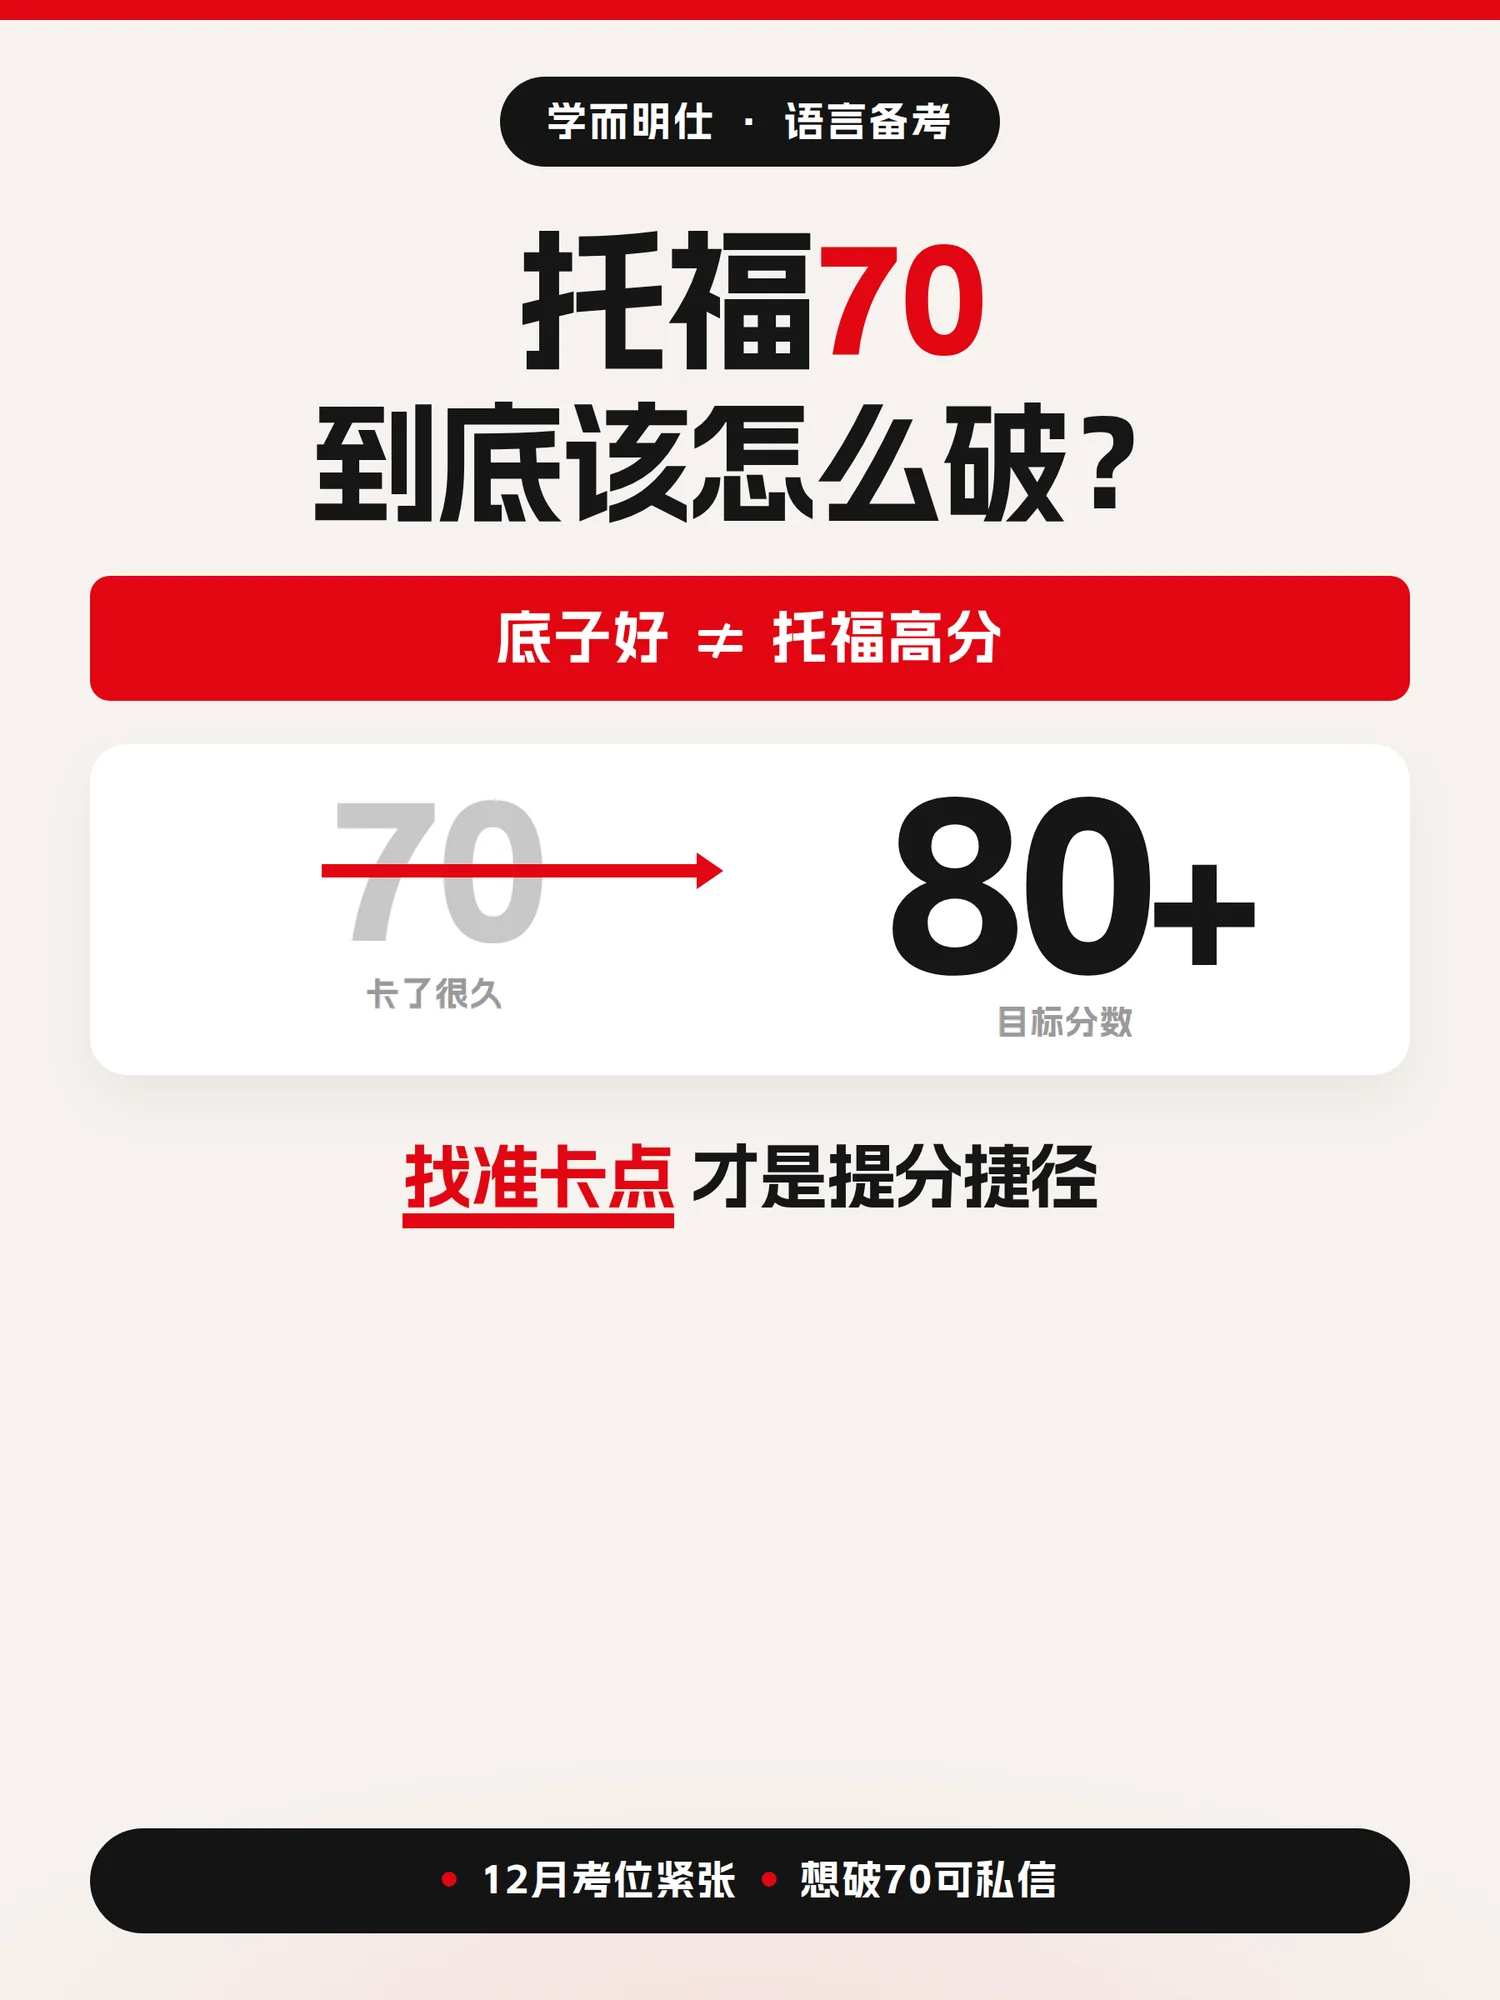 学而明仕 · 语言备考
托福70
到底该怎么破?
底子好 ≠ 托福高分
70
80+
卡了很久
目标分数
找准卡点 才是提分捷径
• 12月考位紧张 • 想破70可私信